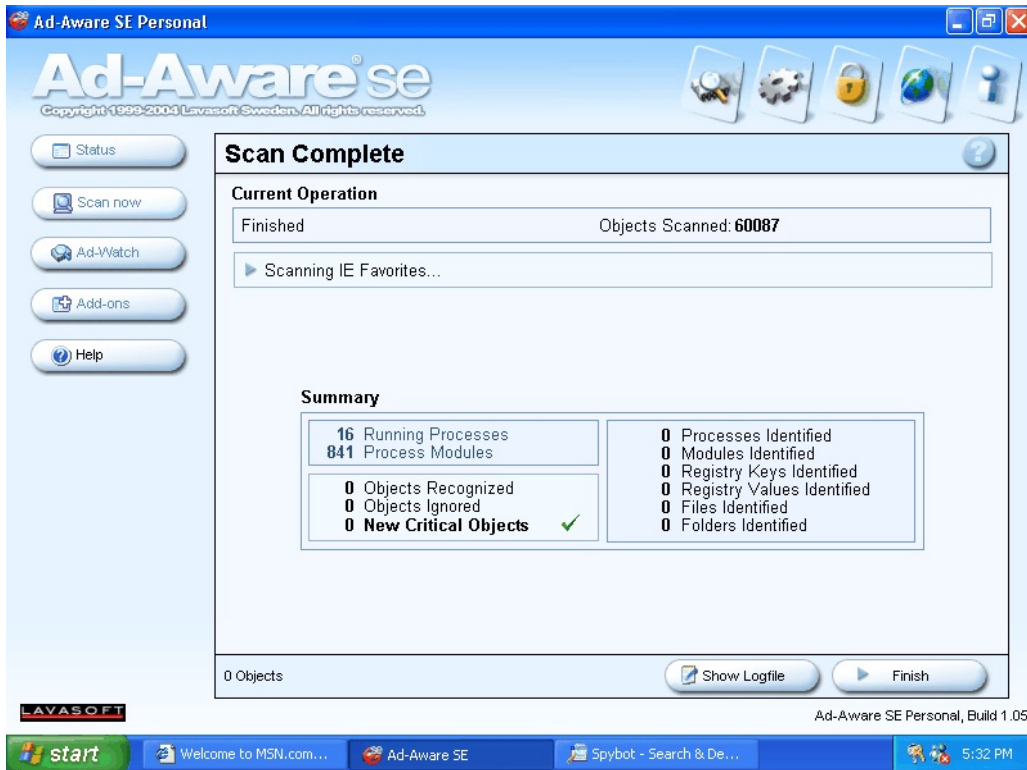 Ad-Aware SE Personal
Ad-Aware se
Copyright 1999-2004 Lavasoft Sweden. All rights reserved.
Status
Scan now
Ad-Watch
Add-ons
Help
Scan Complete
Current Operation
Finished
Objects Scanned: 60087
Scanning IE Favorites...
Summary
16 Running Processes
841 Process Modules
0 Objects Recognized
0 Objects Ignored
0 New Critical Objects
0 Processes Identified
0 Modules Identified
0 Registry Keys Identified
0 Registry Values Identified
0 Files Identified
0 Folders Identified
0 Objects
Show Logfile
Finish
LAVASOFT
Ad-Aware SE Personal, Build 1.05
start
Welcome to MSN.com...
Ad-Aware SE
Spybot - Search & De...
5:32 PM